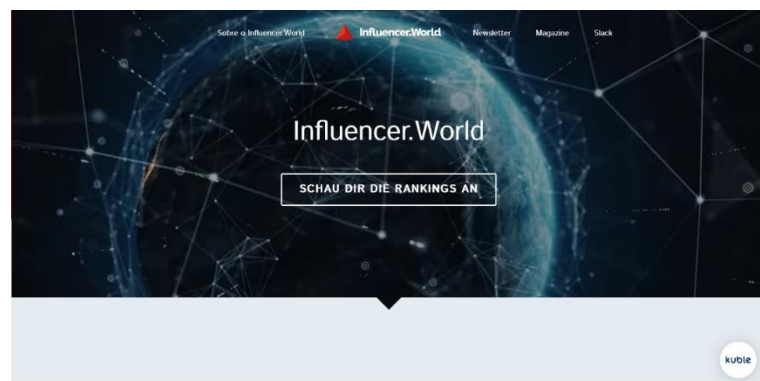 Sobre o Influencer.World
Influencer.World
Newsletter
Magazine
Slack
Influencer.World
SCHAU DIR DIE RANKINGS AN
kuble